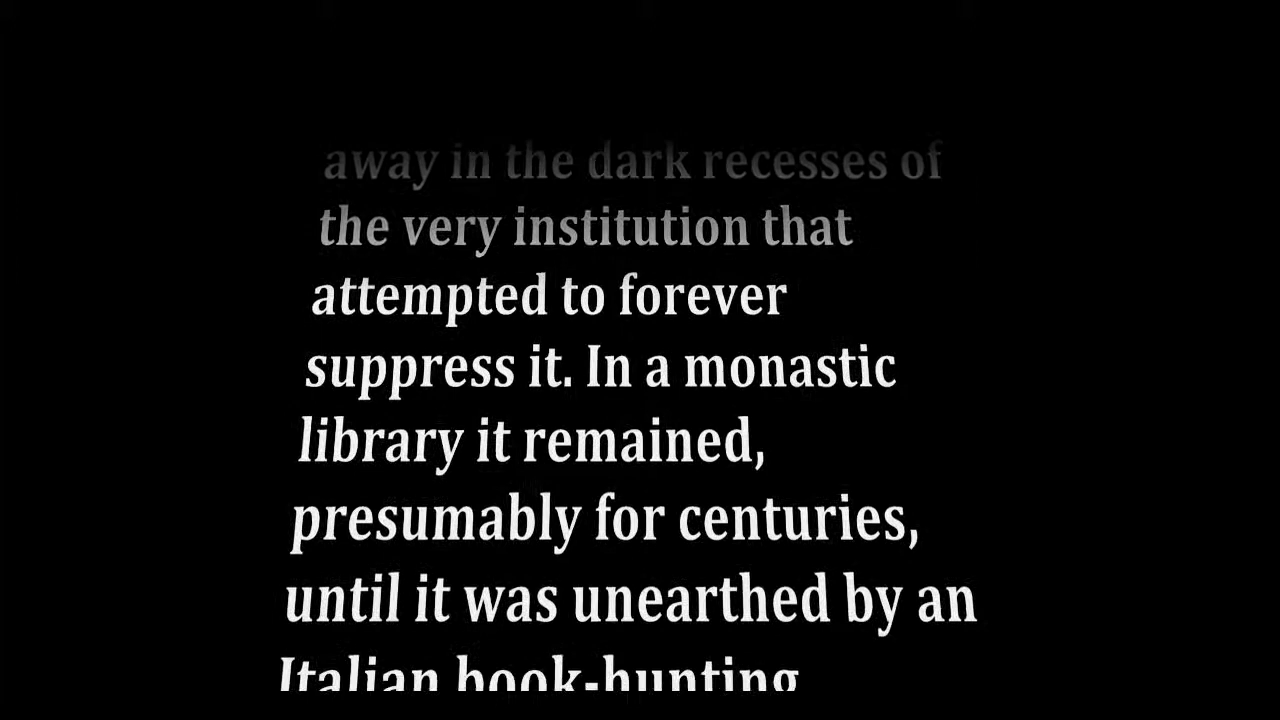 away in the dark recesses of
the very institution that
attempted to forever
suppress it. In a monastic
library it remained,
presumably for centuries,
until it was unearthed by an
Italian book-hunting